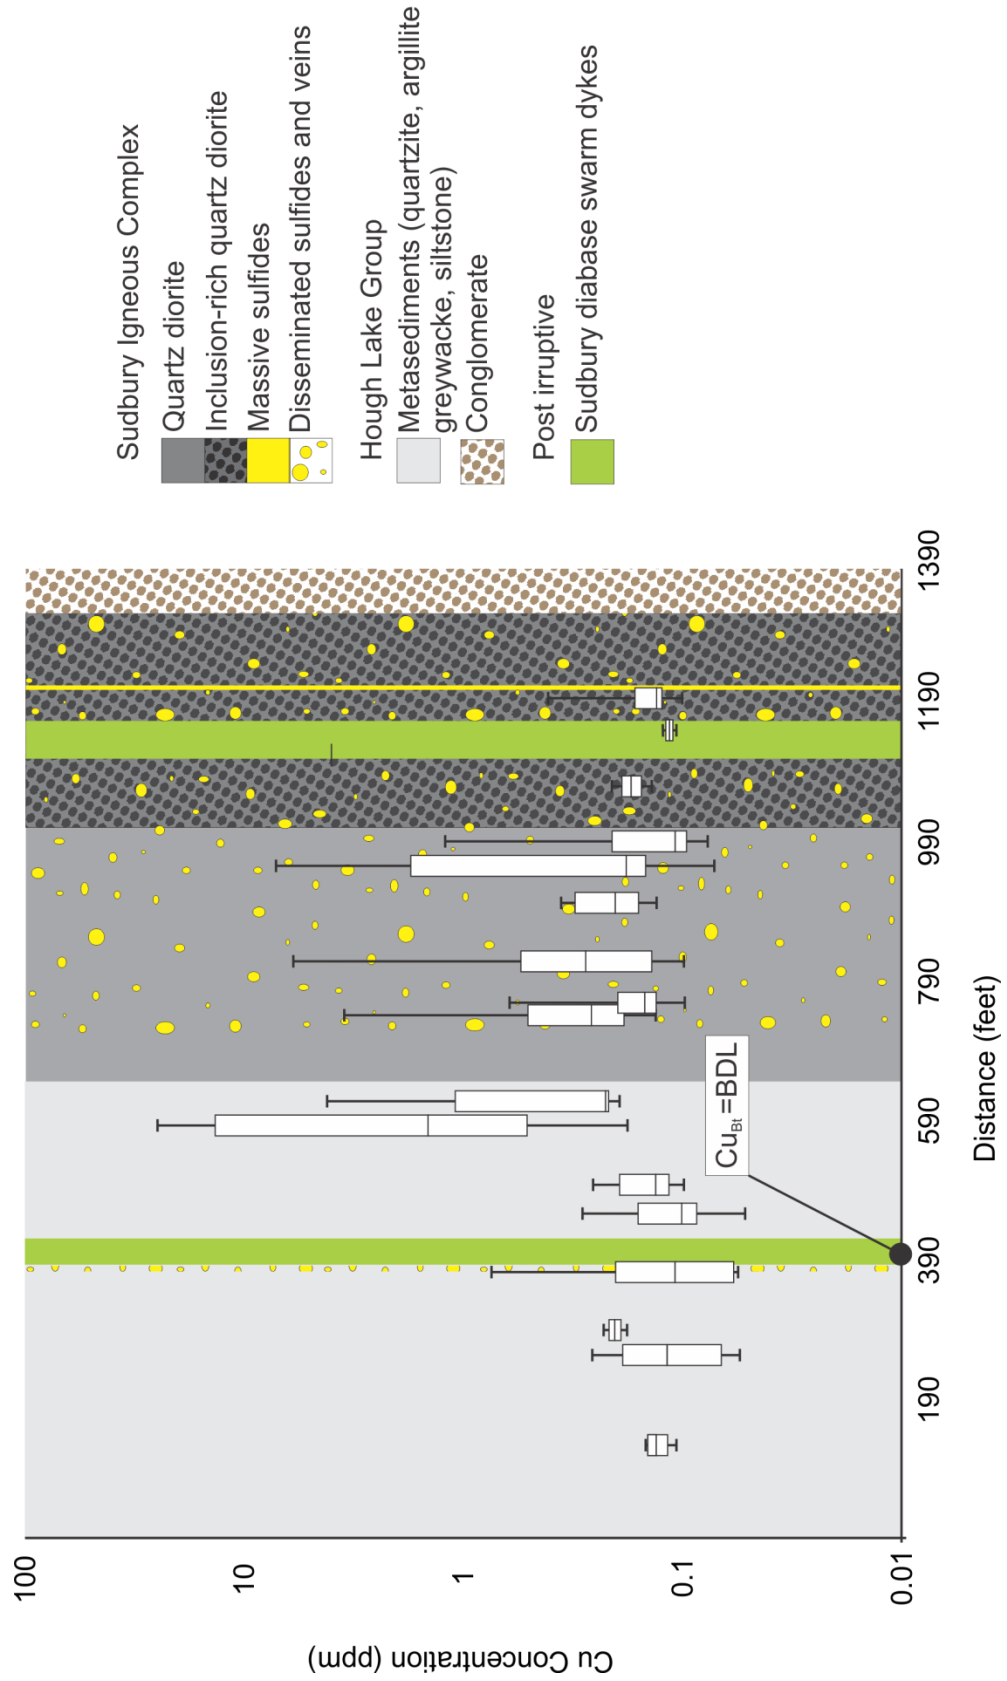 Sudbury Igneous Complex
Quartz diorite
Inclusion-rich quartz diorite
Massive sulfides
Disseminated sulfides and veins
Hough Lake Group
Metasediments (quartzite, argillite
greywacke, siltstone)
Conglomerate
Post irruptive
Sudbury diabase swarm dykes
Cu Concentration (ppm)
100
10
1
0.1
0.01
Cu_Bt =BDL
190
390
590
790
990
1190
1390
Distance (feet)